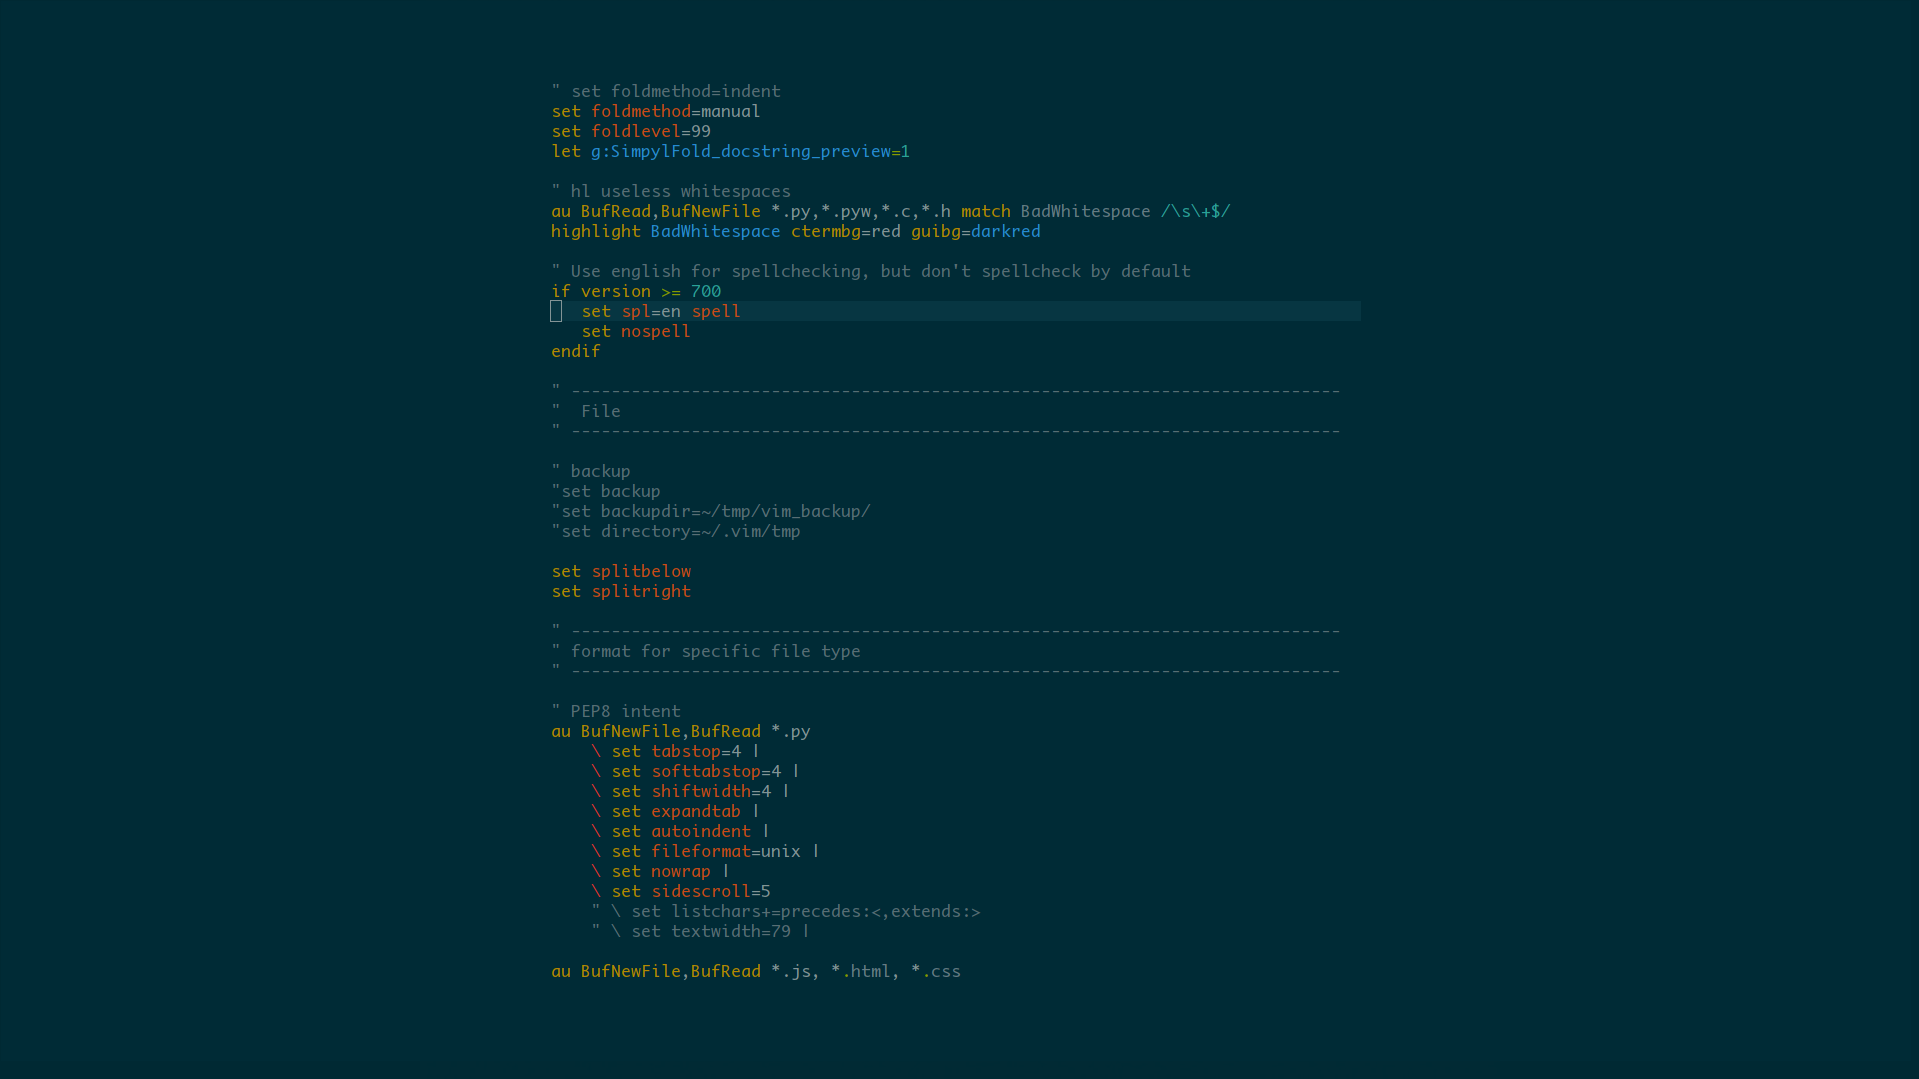 " set foldmethod=indent
set foldmethod=manual
set foldlevel=99
let g:SimpylFold_docstring_preview=1

" hl useless whitespaces
au BufRead,BufNewFile *.py,*.pyw,*.c,*.h match BadWhitespace /\s\+$/
highlight BadWhitespace ctermbg=red guibg=darkred

" Use english for spellchecking, but don't spellcheck by default
if version >= 700
   set spl=en spell
   set nospell
endif

" -----------------------------------------------------------------------------
"  File
" -----------------------------------------------------------------------------

" backup
"set backup
"set backupdir=~/tmp/vim_backup/
"set directory=~/.vim/tmp

set splitbelow
set splitright

" -----------------------------------------------------------------------------
" format for specific file type
" -----------------------------------------------------------------------------

" PEP8 intent
au BufNewFile,BufRead *.py
    \ set tabstop=4 |
    \ set softtabstop=4 |
    \ set shiftwidth=4 |
    \ set expandtab |
    \ set autoindent |
    \ set fileformat=unix |
    \ set nowrap |
    \ set sidescroll=5
    " \ set listchars+=precedes:<,extends:>
    " \ set textwidth=79 |

au BufNewFile,BufRead *.js, *.html, *.css